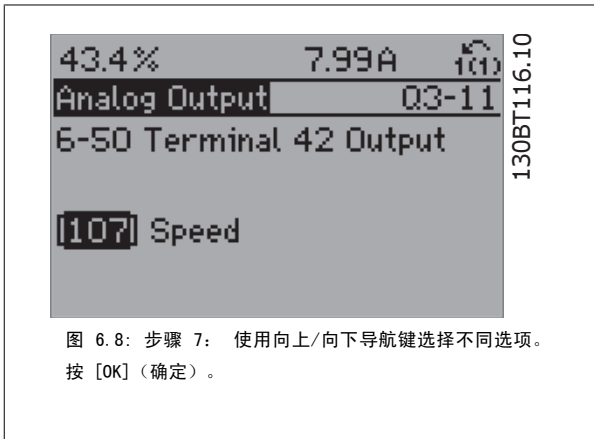 43.4% 7.99A 1(1)
Analog Output Q3-11
6-50 Terminal 42 Output
[107] Speed
130BT116.10
图 6.8: 步骤 7： 使用向上/向下导航键选择不同选项。
按 [OK]（确定）。